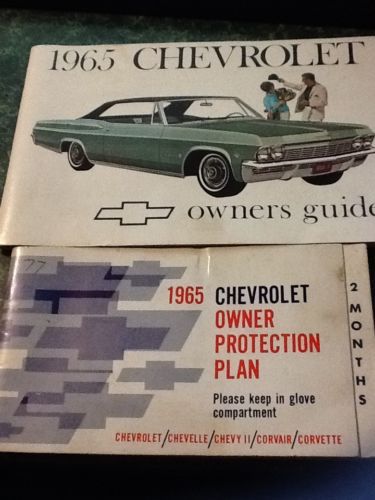 1965 CHEVROLET
owners guide
77
1965 CHEVROLET
OWNER
PROTECTION
PLAN
Please keep in glove
compartment
CHEVROLET/CHEVELLE/CHEVY II/CORVAIR/CORVETTE
2 MONTHS